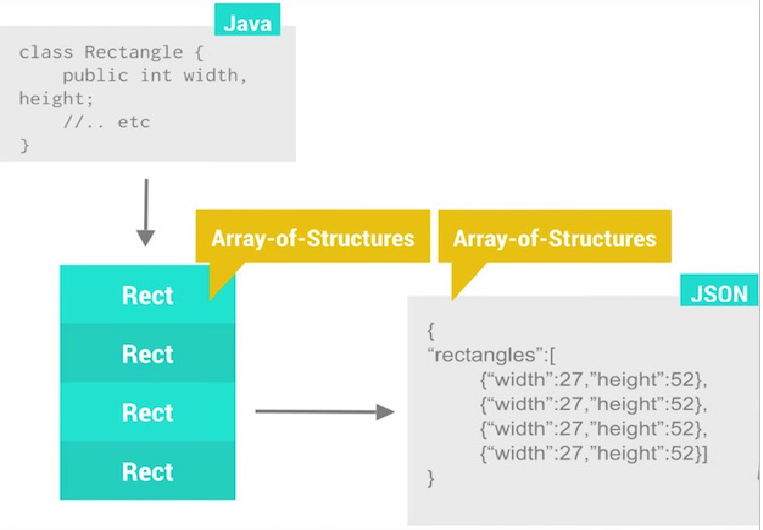 Java
class Rectangle {
public int width,
height;
//.. etc
}
Array-of-Structures
Array-of-Structures
Rect
Rect
Rect
Rect
JSON
{
“rectangles”:[
{“width”:27,”height”:52},
{“width”:27,”height”:52},
{“width”:27,”height”:52},
{“width”:27,”height”:52}]
}